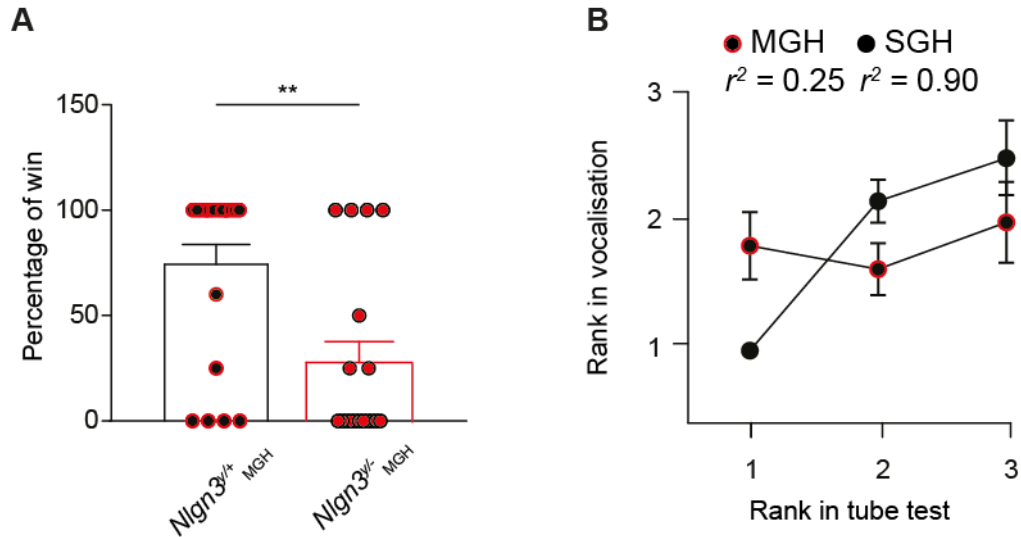 A
Percentage of win
150
100
50
0
**
Nlgn3y/+ MGH
Nlgn3y/- MGH
B
MGH SGH
r2 = 0.25 r2 = 0.90
Rank in vocalisation
3
2
1
1 2 3
Rank in tube test